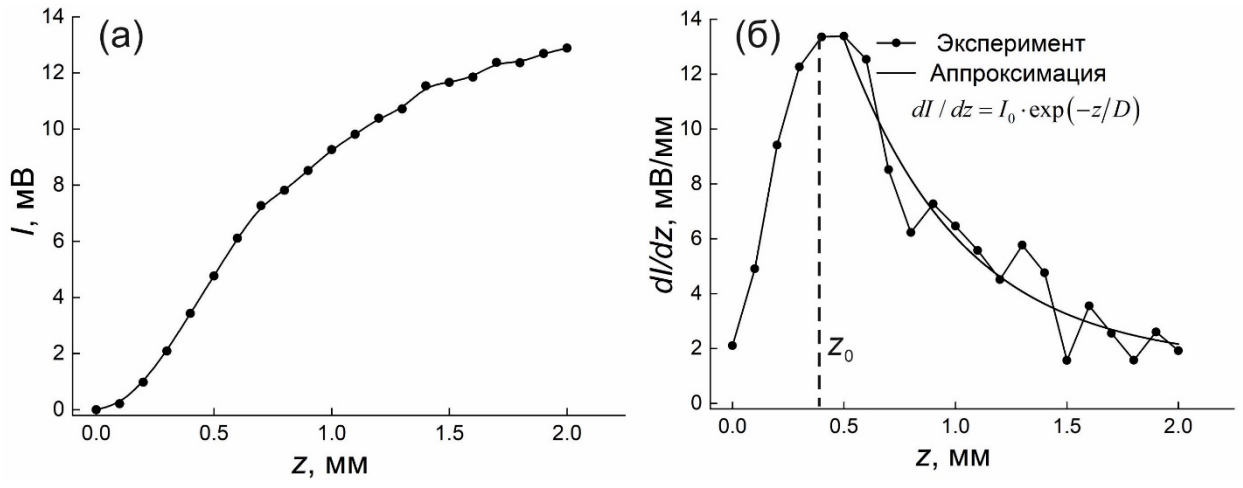 (а)
14
12
10
8
6
4
2
0
I, мВ
0.0 0.5 1.0 1.5 2.0
z, мм
(б)
14
12
10
8
6
4
2
0
dI/dz, мВ/мм
Эксперимент
Аппроксимация
dI / dz = I₀ · exp(−z/D)
z₀
0.0 0.5 1.0 1.5 2.0
z, мм